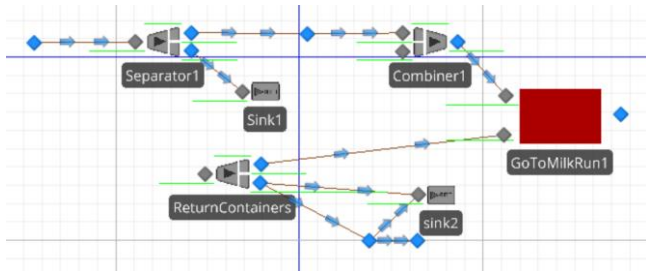 Separator1
Combiner1
Sink1
GoToMilkRun1
ReturnContainers
sink2